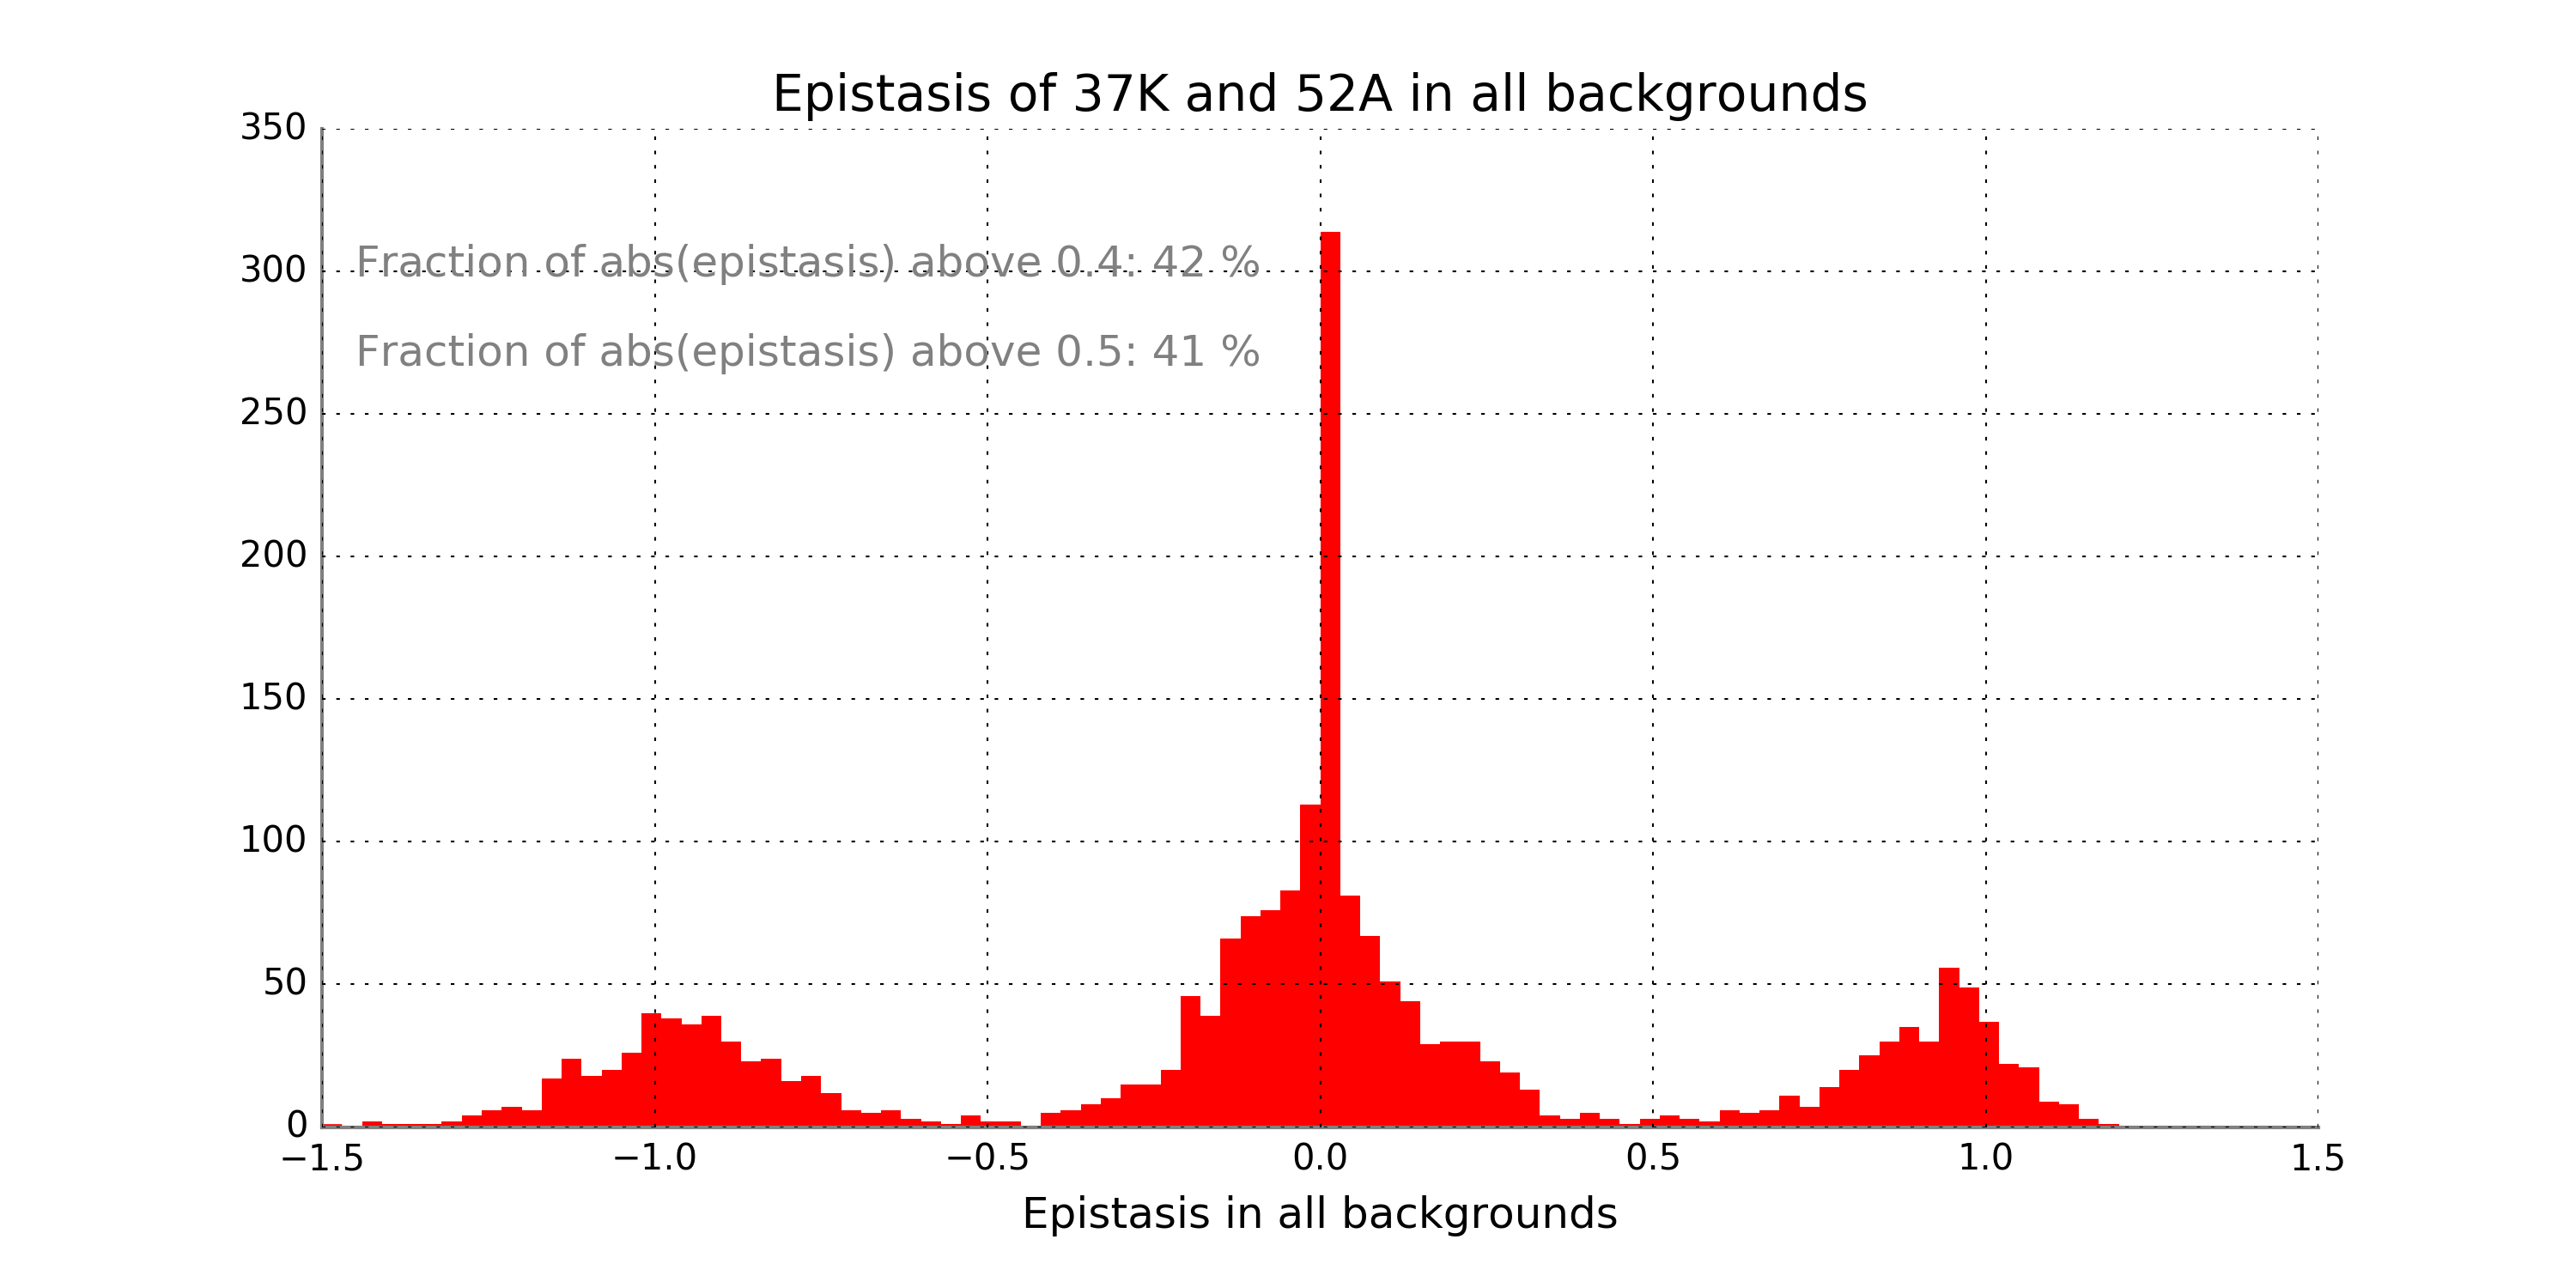 Epistasis of 37K and 52A in all backgrounds
350
300
250
200
150
100
50
0
Fraction of abs(epistasis) above 0.4: 42 %
Fraction of abs(epistasis) above 0.5: 41 %
−1.5 −1.0 −0.5 0.0 0.5 1.0 1.5
Epistasis in all backgrounds